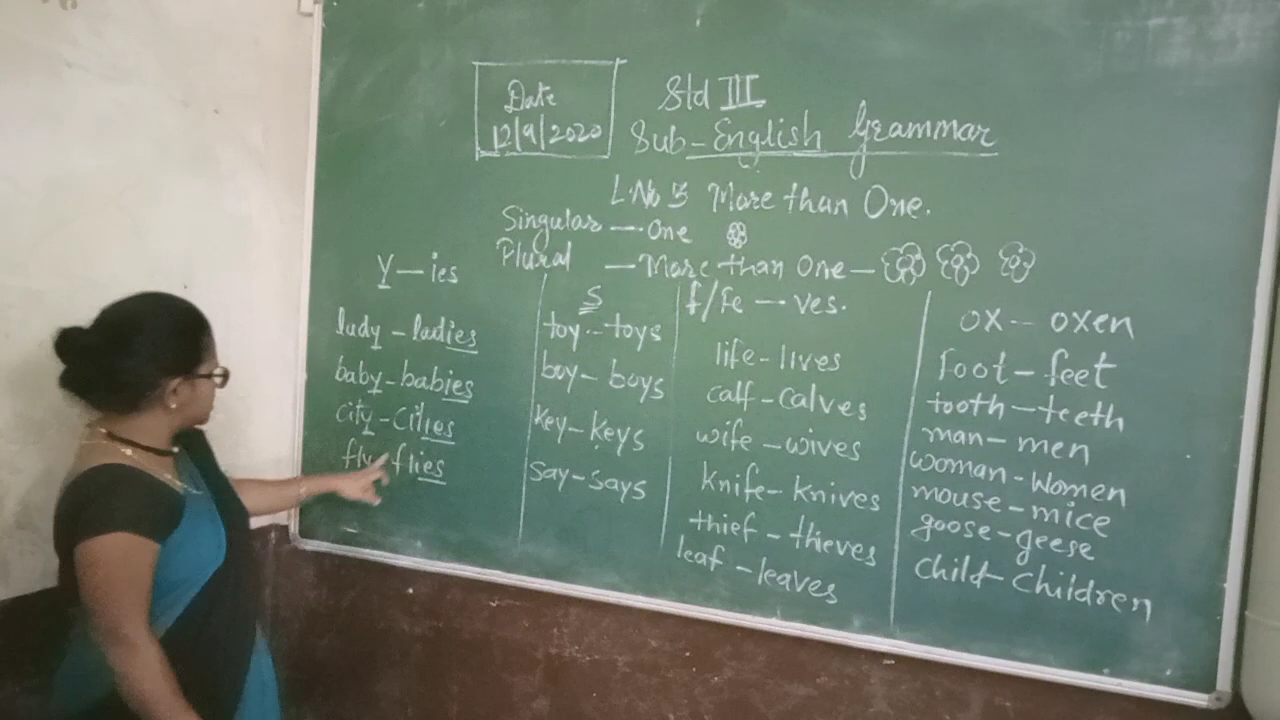 Date
12/9/2020
Std III
Sub-English Grammar
L.No 5 More than One.
Singular — One
Plural — More than One —
Y — ies
lady - ladies
baby - babies
city - cities
fly - flies
S
toy - toys
boy - boys
key - keys
say - says
f/fe — ves.
life - lives
calf - calves
wife - wives
knife - knives
thief - thieves
leaf - leaves
ox - oxen
foot - feet
tooth - teeth
man - men
woman - women
mouse - mice
goose - geese
child - children